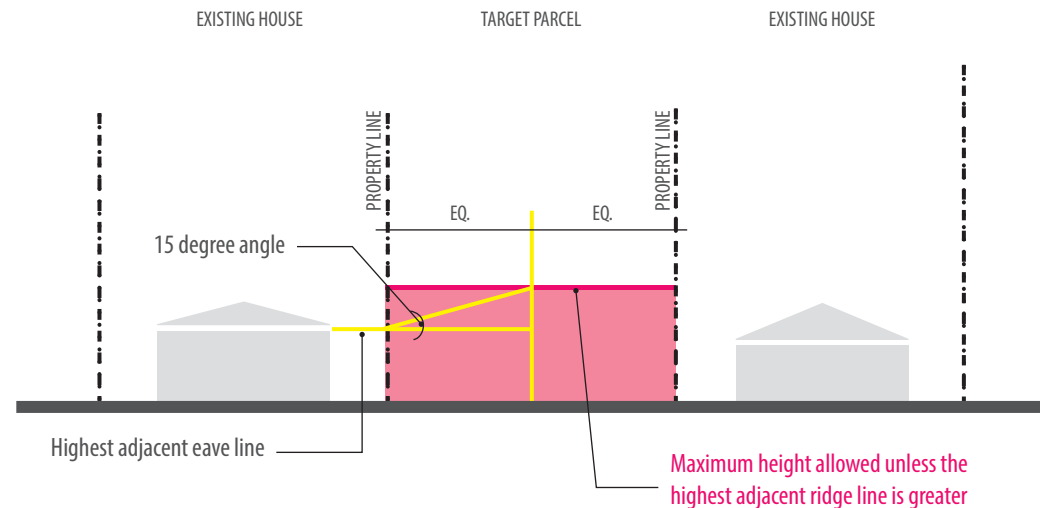 EXISTING HOUSE
TARGET PARCEL
EXISTING HOUSE
PROPERTY LINE
PROPERTY LINE
EQ.
EQ.
15 degree angle
Highest adjacent eave line
Maximum height allowed unless the
highest adjacent ridge line is greater